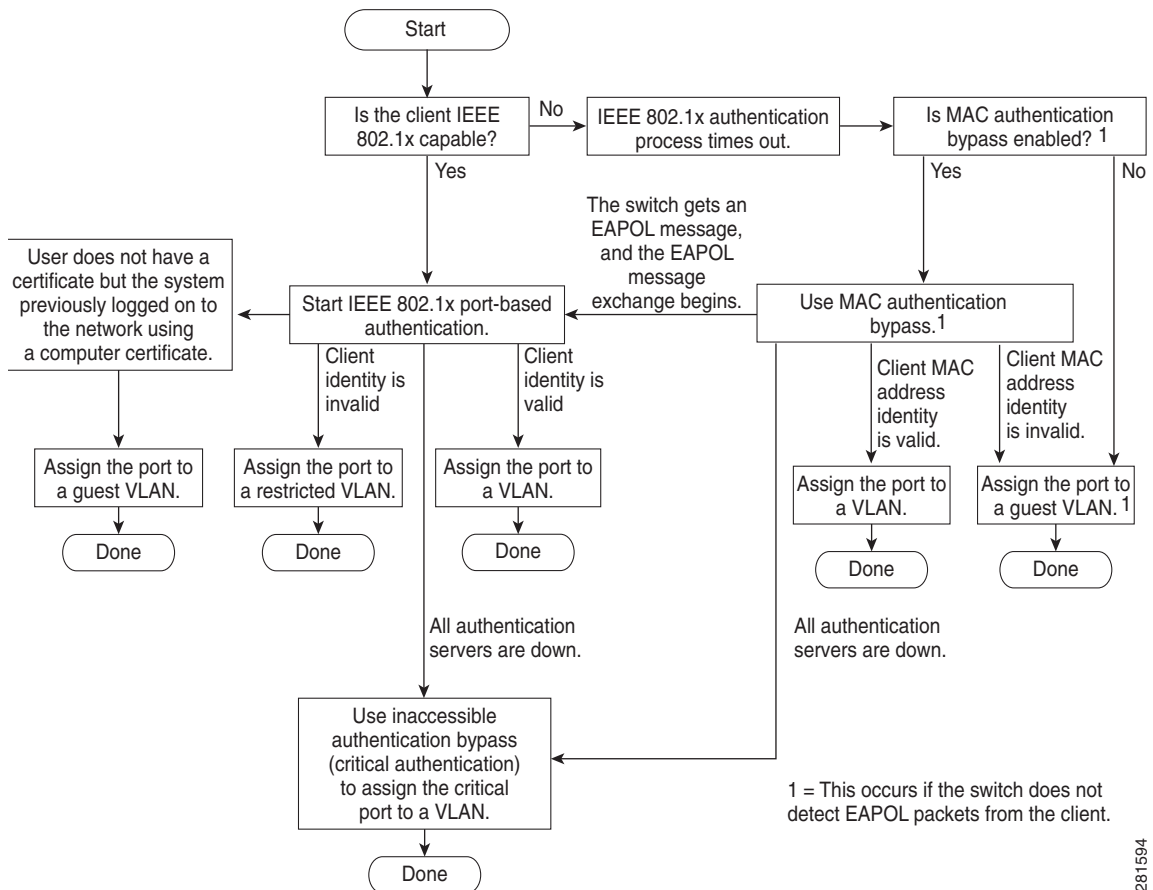 Start
Is the client IEEE
802.1x capable?
No
IEEE 802.1x authentication
process times out.
Is MAC authentication
bypass enabled? 1
Yes
Yes
No
The switch gets an
EAPOL message,
and the EAPOL
message
exchange begins.
User does not have a
certificate but the system
previously logged on to
the network using
a computer certificate.
Start IEEE 802.1x port-based
authentication.
Use MAC authentication
bypass.1
Client
identity is
invalid
Client
identity is
valid
Client MAC
address
identity
is valid.
Client MAC
address
identity
is invalid.
Assign the port to
a guest VLAN.
Assign the port to
a restricted VLAN.
Assign the port to
a VLAN.
Assign the port to
a VLAN.
Assign the port to
a guest VLAN.1
Done
Done
Done
Done
Done
All authentication
servers are down.
All authentication
servers are down.
Use inaccessible
authentication bypass
(critical authentication)
to assign the critical
port to a VLAN.
1 = This occurs if the switch does not
detect EAPOL packets from the client.
Done
281594